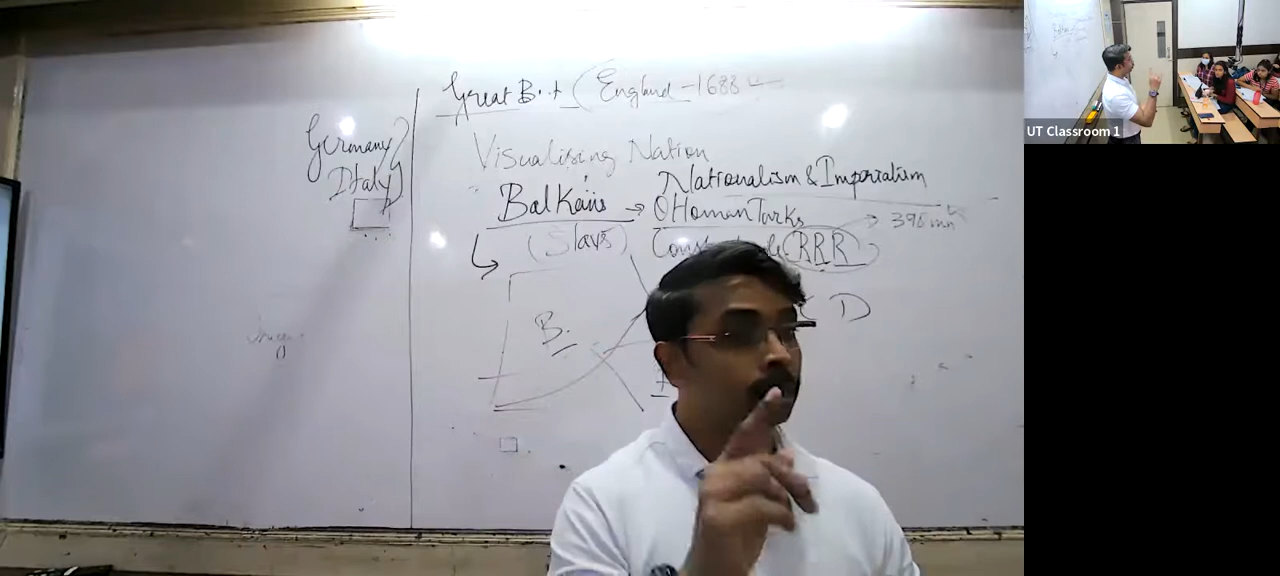 Great B..t (England - 1688
Germany
Italy
Visualising Nation
Nationalism & Imperialism
Balkans → Ottoman Turks
(Slavs)
RRR → 396 mn
D
B.
UT Classroom 1